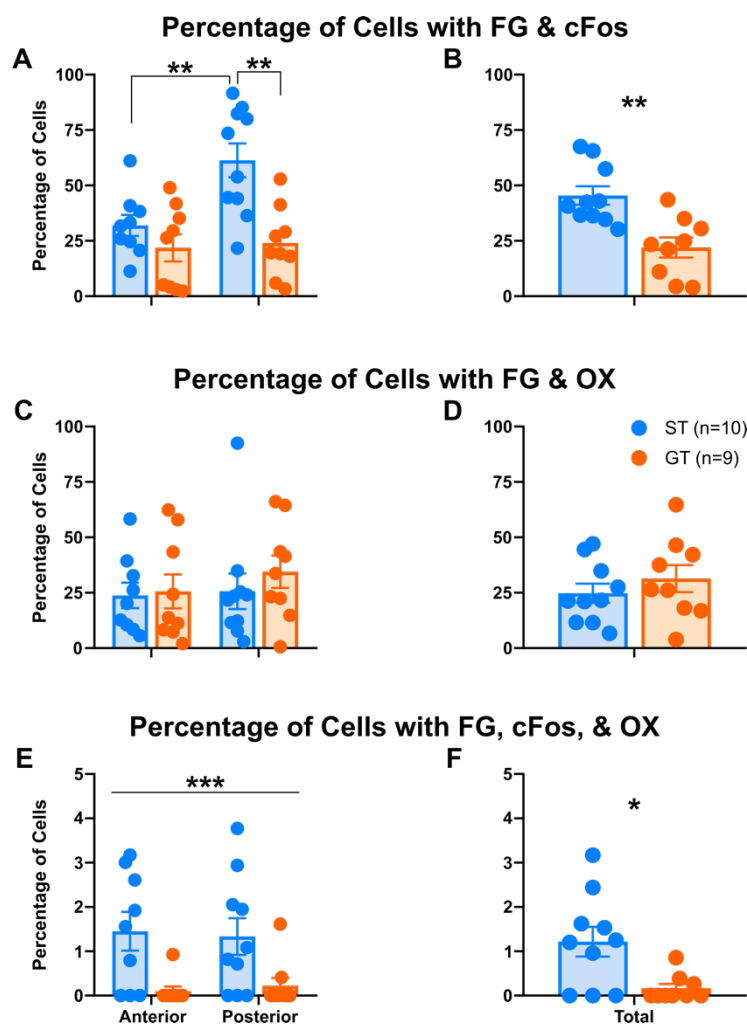 Percentage of Cells with FG & cFos
A
B
Percentage of Cells
100
75
50
25
0
**
**
100
75
50
25
0
**
Percentage of Cells with FG & OX
C
D
Percentage of Cells
100
75
50
25
0
100
75
50
25
0
ST (n=10)
GT (n=9)
Percentage of Cells with FG, cFos, & OX
E
F
Percentage of Cells
5
4
3
2
1
0
***
Anterior
Posterior
5
4
3
2
1
0
*
Total